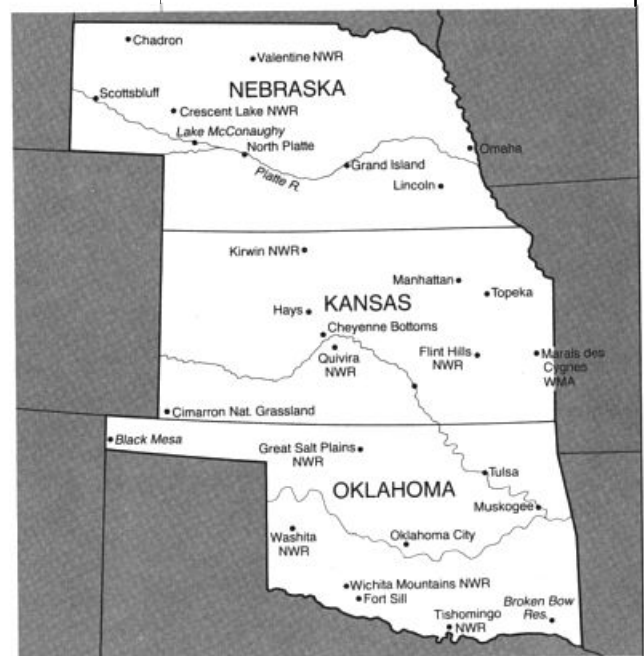 Chadron
Valentine NWR
NEBRASKA
Scottsbluff
Crescent Lake NWR
Lake McConaughy
North Platte
Platte R.
Grand Island
Omaha
Lincoln
Kirwin NWR
Manhattan
Topeka
KANSAS
Hays
Cheyenne Bottoms
Quivira
NWR
Flint Hills
NWR
Marais des
Cygnes
WMA
Cimarron Nat. Grassland
Black Mesa
Great Salt Plains
NWR
Tulsa
OKLAHOMA
Muskogee
Washita
NWR
Oklahoma City
Wichita Mountains NWR
Fort Sill
Tishomingo
NWR
Broken Bow
Res.